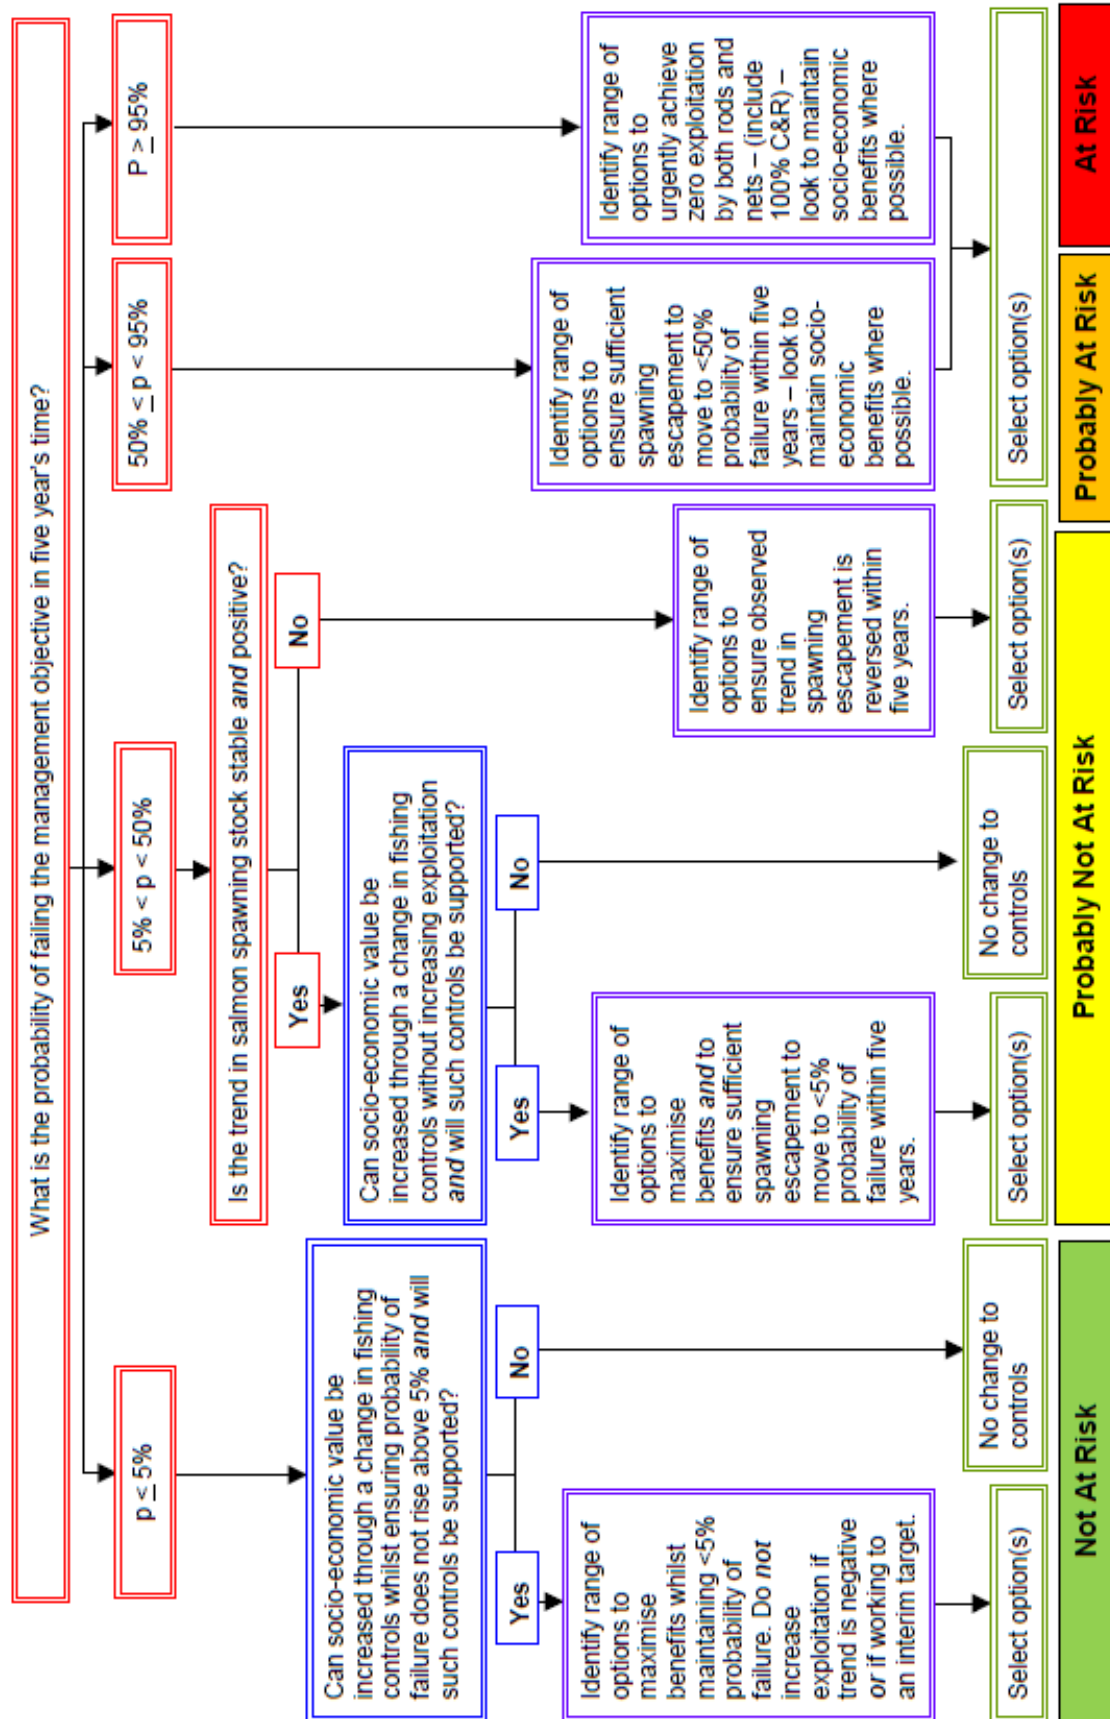 What is the probability of failing the management objective in five year's time?
p ≤ 5%
5% < p < 50%
50% ≤ p < 95%
P ≥ 95%
Is the trend in salmon spawning stock stable and positive?
Yes
No
Can socio-economic value be
increased through a change in fishing
controls whilst ensuring probability of
failure does not rise above 5% and will
such controls be supported?
Can socio-economic value be
increased through a change in fishing
controls without increasing exploitation
and will such controls be supported?
Yes
No
Yes
No
Identify range of
options to
maximise
benefits whilst
maintaining <5%
probability of
failure. Do not
increase
exploitation if
trend is negative
or if working to
an interim target.
Identify range of
options to
maximise
benefits and to
ensure sufficient
spawning
escapement to
move to <5%
probability of
failure within five
years.
Identify range of
options to
ensure observed
trend in
spawning
escapement is
reversed within
five years.
Identify range of
options to
ensure sufficient
spawning
escapement to
move to <50%
probability of
failure within five
years – look to
maintain socio-
economic
benefits where
possible.
Identify range of
options to
urgently achieve
zero exploitation
by both rods and
nets – (include
100% C&R) –
look to maintain
socio-economic
benefits where
possible.
Select option(s)
No change to
controls
Select option(s)
No change to
controls
Select option(s)
Select option(s)
Not At Risk
Probably Not At Risk
Probably At Risk
At Risk